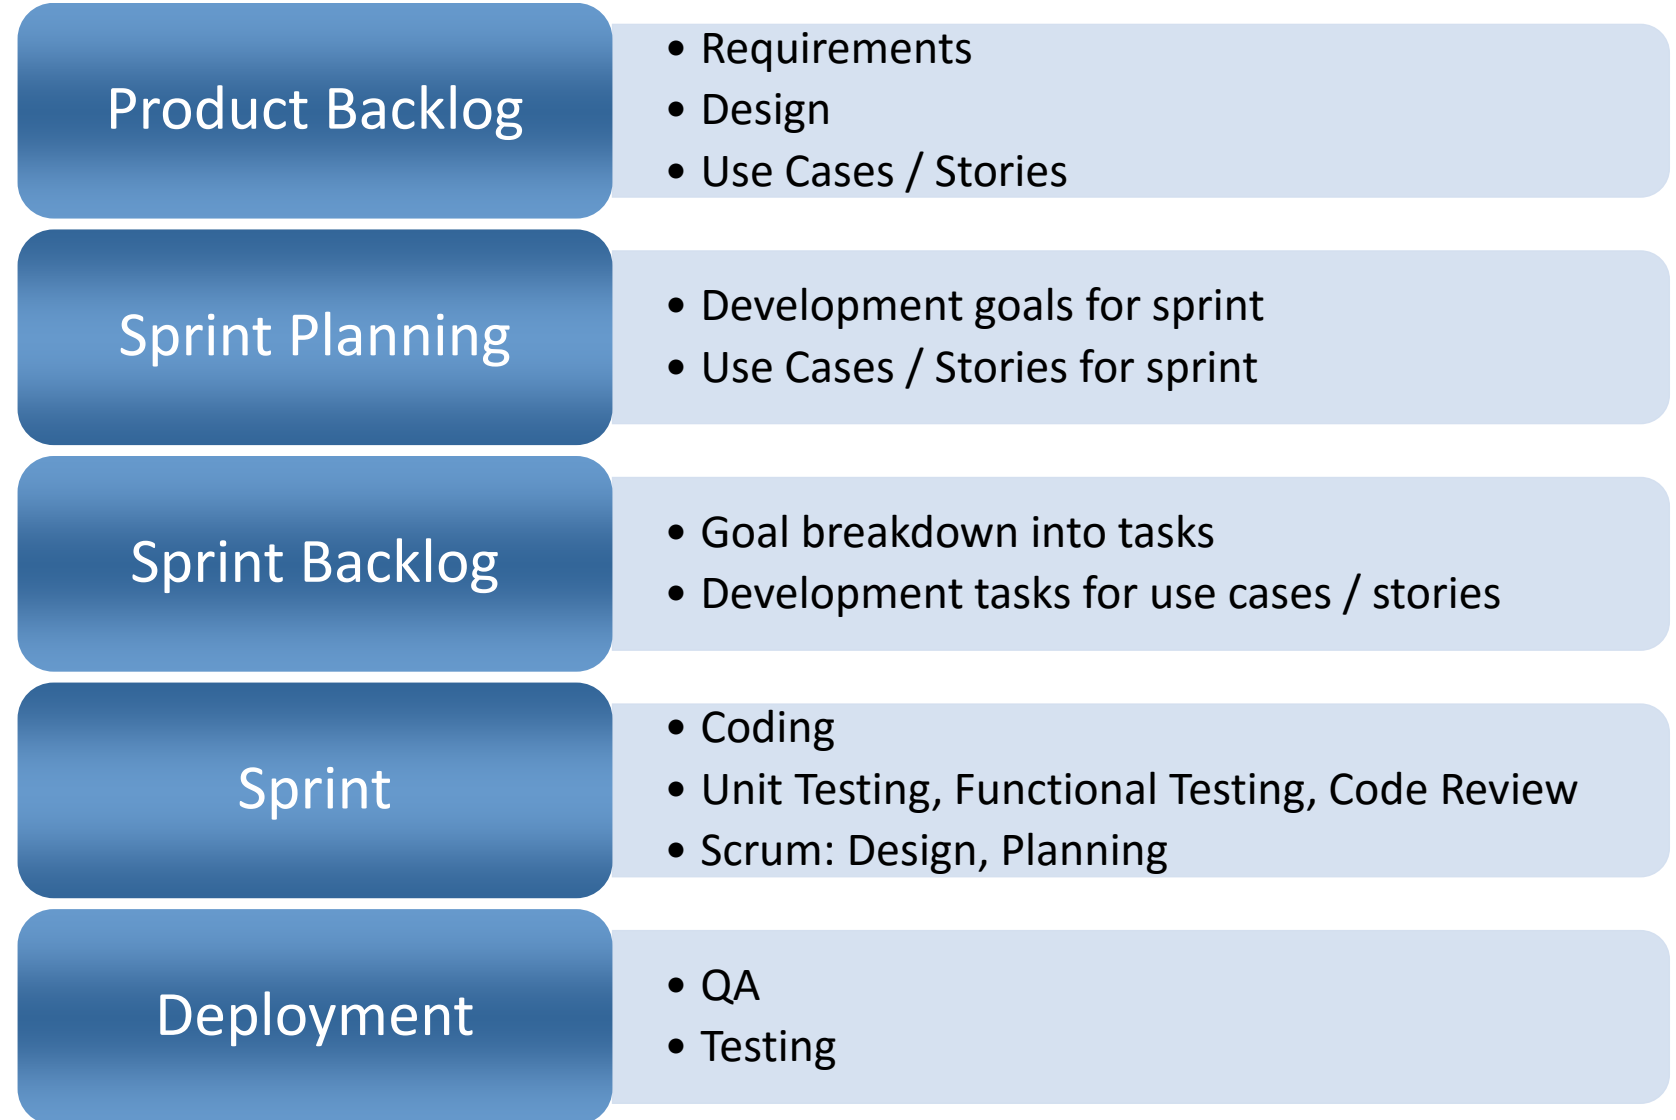 Product Backlog
• Requirements
• Design
• Use Cases / Stories
Sprint Planning
• Development goals for sprint
• Use Cases / Stories for sprint
Sprint Backlog
• Goal breakdown into tasks
• Development tasks for use cases / stories
Sprint
• Coding
• Unit Testing, Functional Testing, Code Review
• Scrum: Design, Planning
Deployment
• QA
• Testing